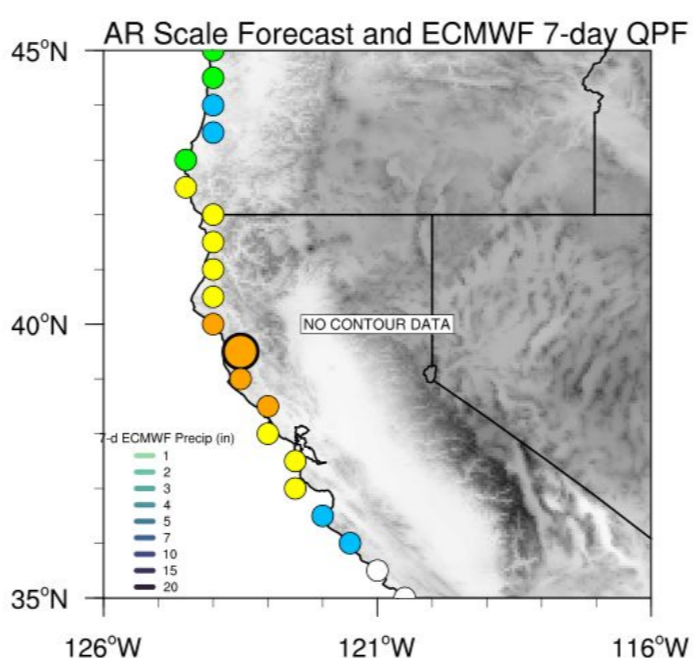 AR Scale Forecast and ECMWF 7-day QPF
45°N
40°N
NO CONTOUR DATA
7-d ECMWF Precip (in)
1
2
3
4
5
7
10
15
20
35°N
126°W 121°W 116°W